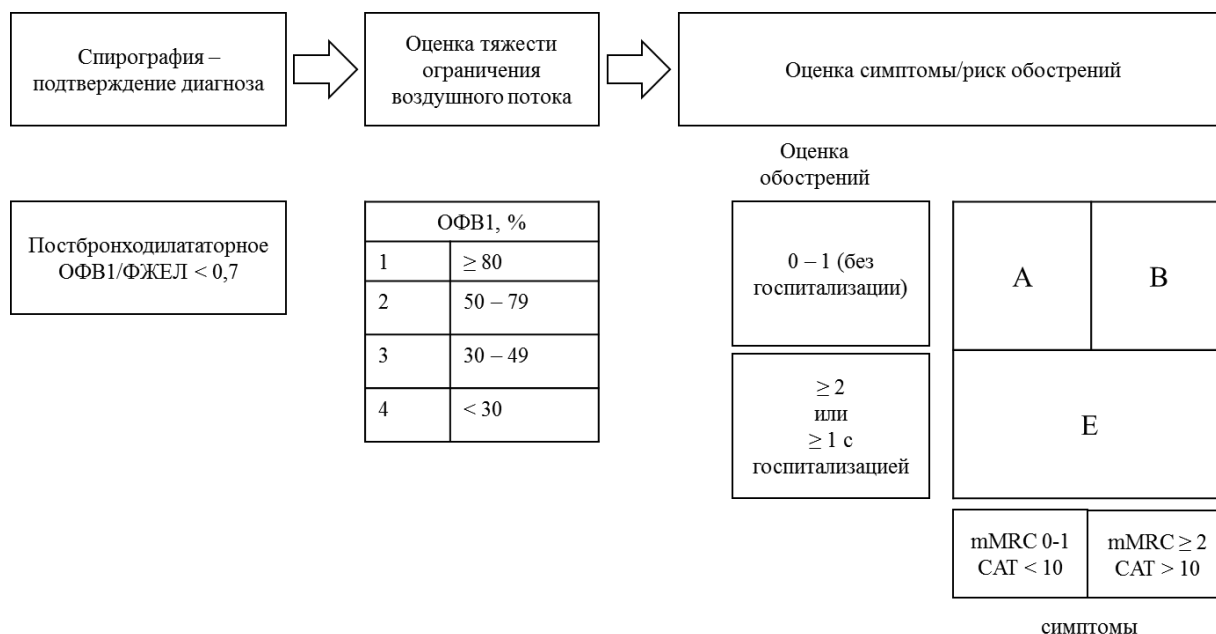 Спирография –
подтверждение диагноза
Оценка тяжести
ограничения
воздушного потока
Оценка симптомы/риск обострений
Постбронходилататорное
ОФВ1/ФЖЕЛ < 0,7
ОФВ1, %
1 ≥ 80
2 50 – 79
3 30 – 49
4 < 30
Оценка
обострений
0 – 1 (без
госпитализации)
≥ 2
или
≥ 1 с
госпитализацией
A B
E
mMRC 0-1
CAT < 10
mMRC ≥ 2
CAT > 10
симптомы